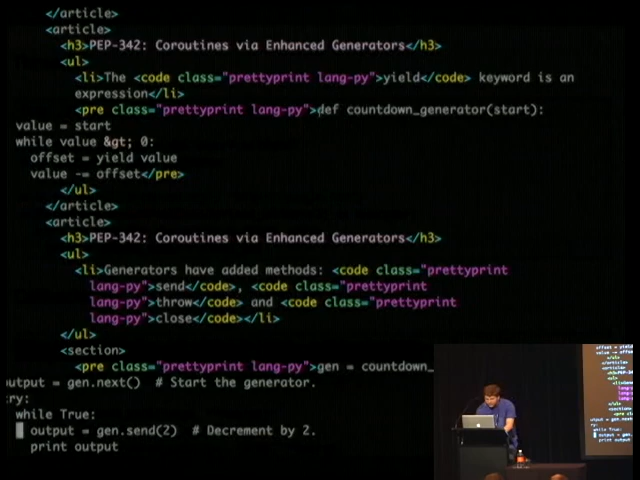 </article>
<article>
<h3>PEP-342: Coroutines via Enhanced Generators</h3>
<ul>
<li>The <code class="prettyprint lang-py">yield</code> keyword is an
expression</li>
<pre class="prettyprint lang-py">def countdown_generator(start):
value = start
while value &gt; 0:
offset = yield value
value -= offset</pre>
</ul>
</article>
<article>
<h3>PEP-342: Coroutines via Enhanced Generators</h3>
<ul>
<li>Generators have added methods: <code class="prettyprint
lang-py">send</code>, <code class="prettyprint
lang-py">throw</code> and <code class="prettyprint
lang-py">close</code></li>
</ul>
<section>
<pre class="prettyprint lang-py">gen = countdown_
output = gen.next()  # Start the generator.
try:
while True:
output = gen.send(2)  # Decrement by 2.
print output